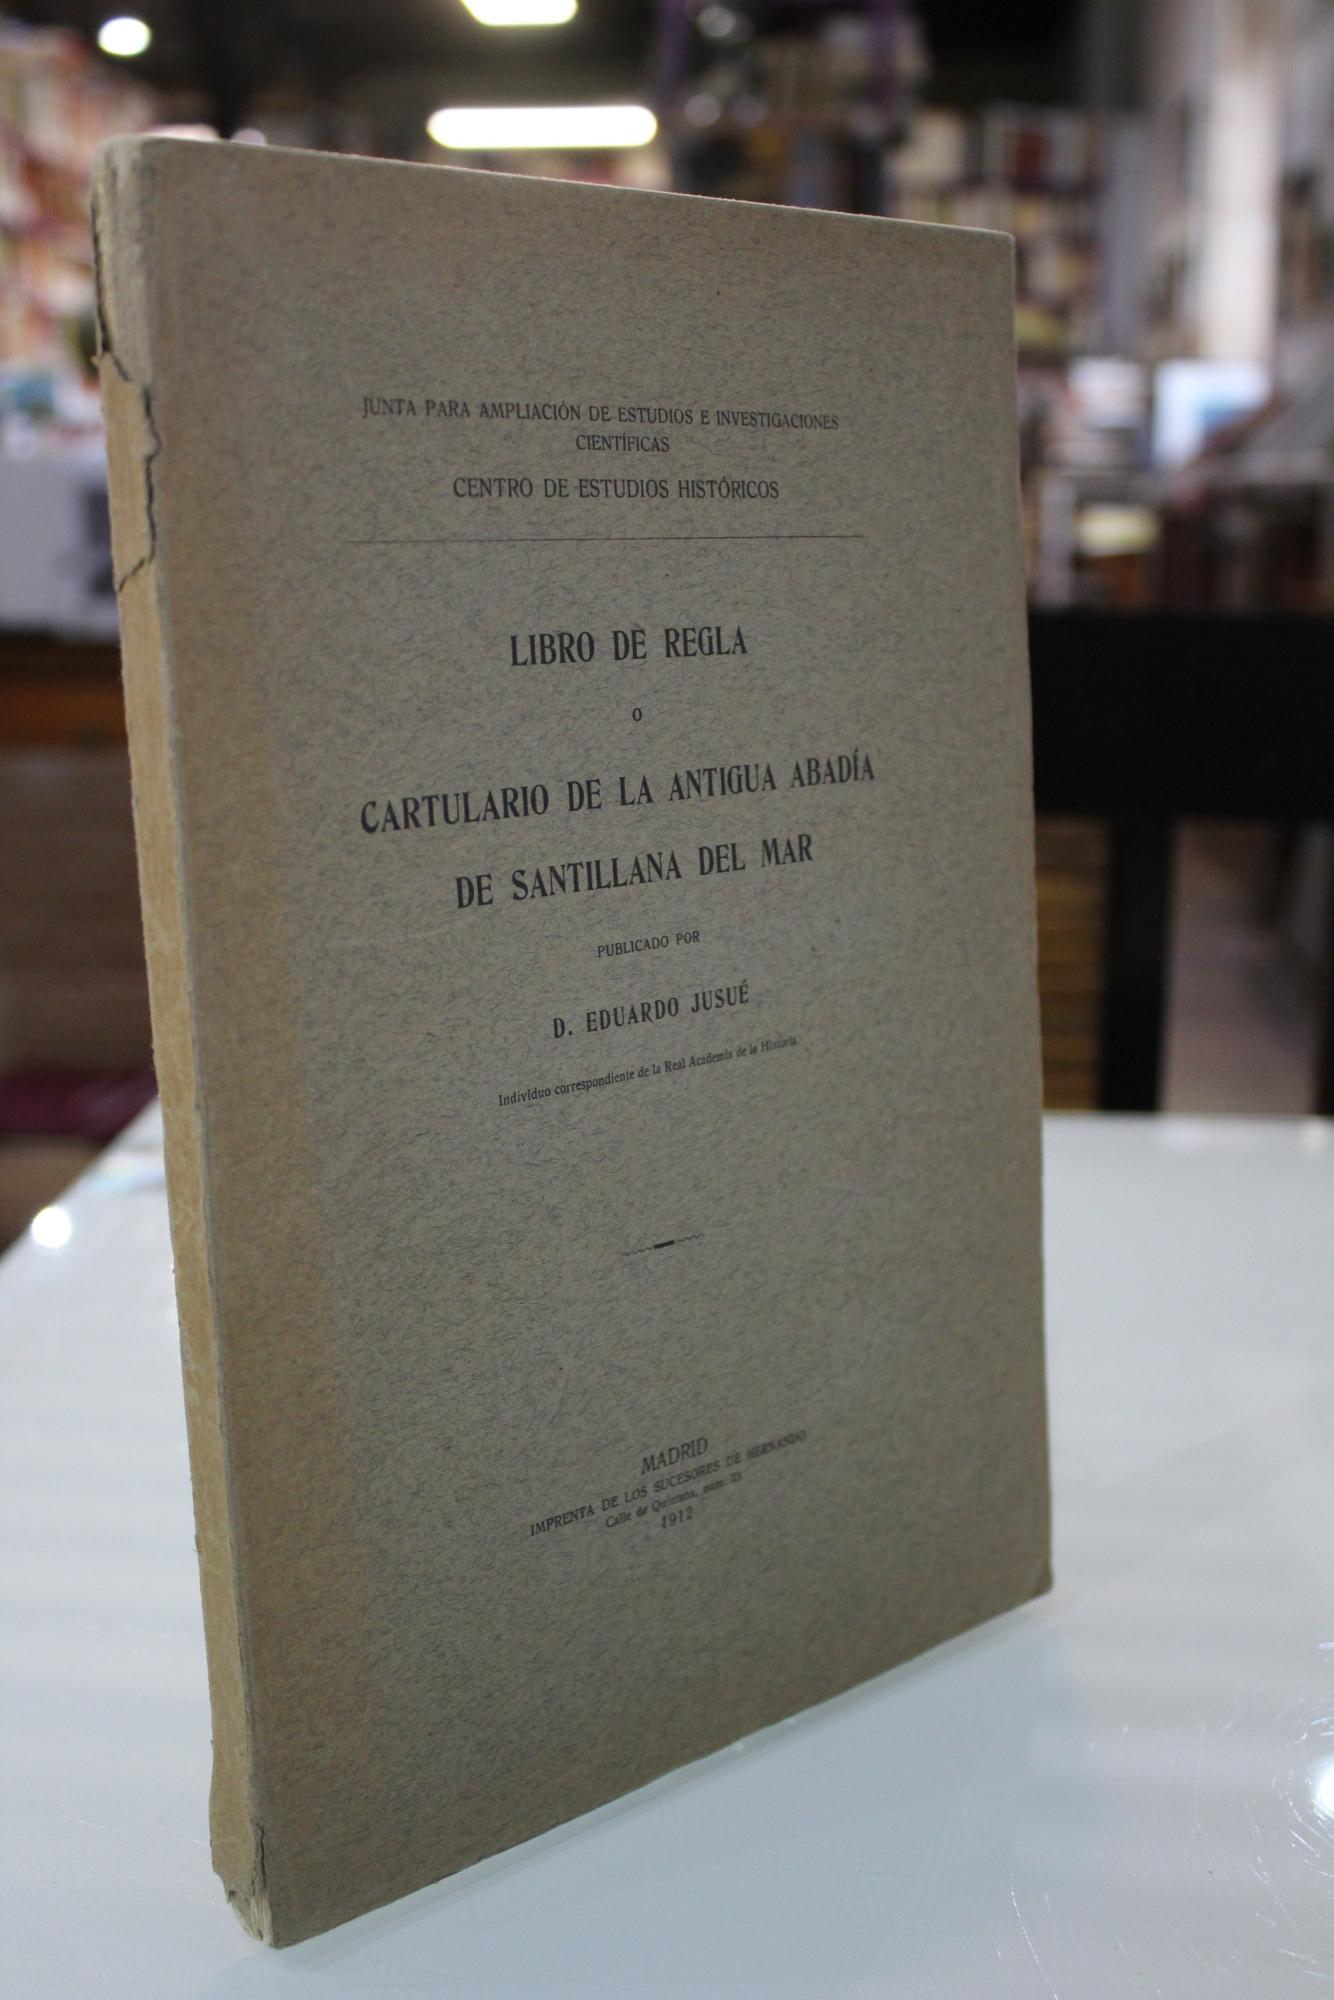 JUNTA PARA AMPLIACIÓN DE ESTUDIOS E INVESTIGACIONES
CIENTÍFICAS
CENTRO DE ESTUDIOS HISTÓRICOS
LIBRO DE REGLA
O
CARTULARIO DE LA ANTIGUA ABADÍA
DE SANTILLANA DEL MAR
PUBLICADO POR
D. EDUARDO JUSUÉ
Individuo correspondiente de la Real Academia de la Historia.
MADRID
IMPRENTA DE LOS SUCESORES DE HERNANDO
Calle de Quintana, núm. 33
1912